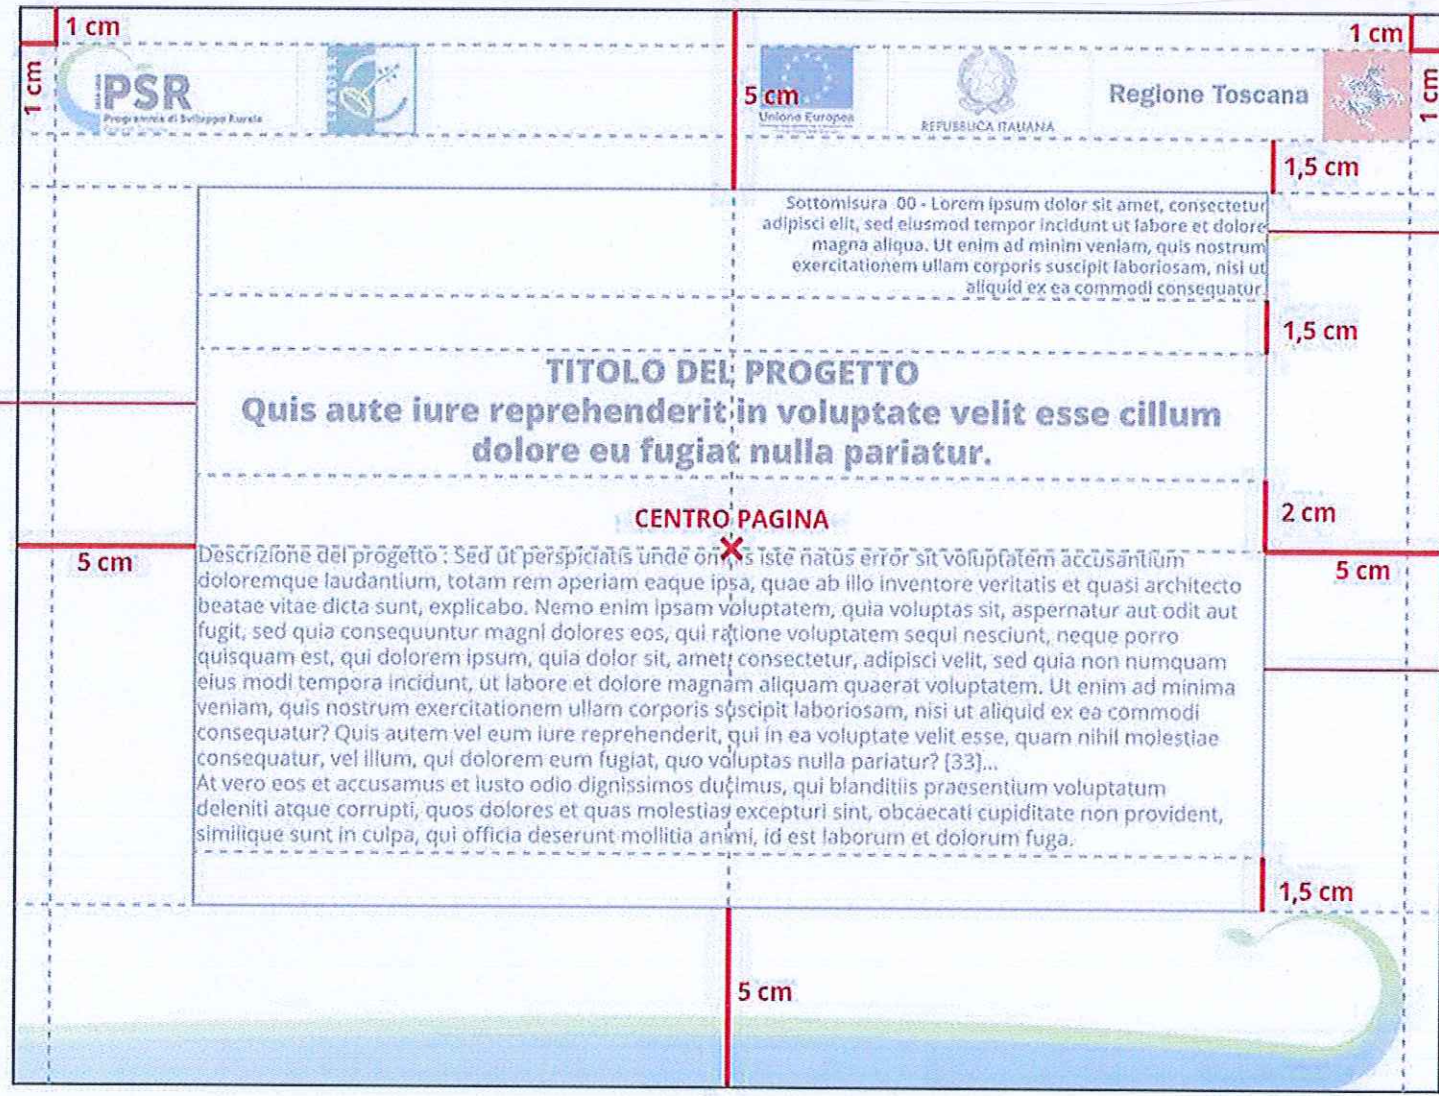 1 cm
1 cm
1 cm
1 cm
PSR
Programma di Sviluppo Rurale
5 cm
Unione Europea
REPUBBLICA ITALIANA
Regione Toscana
1,5 cm
Sottomisura 00 - Lorem ipsum dolor sit amet, consectetur
adipisci elit, sed eiusmod tempor incidunt ut labore et dolore
magna aliqua. Ut enim ad minim veniam, quis nostrum
exercitationem ullam corporis suscipit laboriosam, nisi ut
aliquid ex ea commodi consequatur.
1,5 cm
TITOLO DEL PROGETTO
Quis aute iure reprehenderit in voluptate velit esse cillum
dolore eu fugiat nulla pariatur.
2 cm
CENTRO PAGINA
5 cm
5 cm
Descrizione del progetto : Sed ut perspiciatis unde omnis iste natus error sit voluptatem accusantium
doloremque laudantium, totam rem aperiam eaque ipsa, quae ab illo inventore veritatis et quasi architecto
beatae vitae dicta sunt, explicabo. Nemo enim ipsam voluptatem, quia voluptas sit, aspernatur aut odit aut
fugit, sed quia consequuntur magni dolores eos, qui ratione voluptatem sequi nesciunt, neque porro
quisquam est, qui dolorem ipsum, quia dolor sit, amet, consectetur, adipisci velit, sed quia non numquam
eius modi tempora incidunt, ut labore et dolore magnam aliquam quaerat voluptatem. Ut enim ad minima
veniam, quis nostrum exercitationem ullam corporis suscipit laboriosam, nisi ut aliquid ex ea commodi
consequatur? Quis autem vel eum iure reprehenderit, qui in ea voluptate velit esse, quam nihil molestiae
consequatur, vel illum, qui dolorem eum fugiat, quo voluptas nulla pariatur? [33]...
At vero eos et accusamus et iusto odio dignissimos ducimus, qui blanditiis praesentium voluptatum
deleniti atque corrupti, quos dolores et quas molestias excepturi sint, obcaecati cupiditate non provident,
similique sunt in culpa, qui officia deserunt mollitia animi, id est laborum et dolorum fuga.
1,5 cm
5 cm